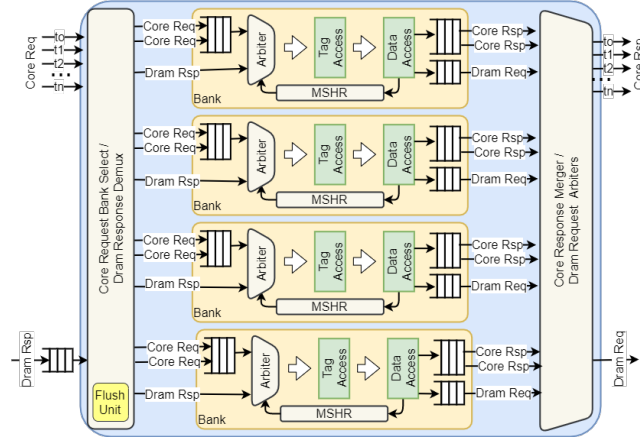 Core Req
to
t1
t2
...
tn
Dram Rsp
Core Request Bank Select /
Dram Response Demux
Flush
Unit
Core Req
Core Req
Dram Rsp
Bank
Arbiter
Tag
Access
Data
Access
MSHR
Core Rsp
Core Rsp
Dram Req
Core Req
Core Req
Dram Rsp
Bank
Arbiter
Tag
Access
Data
Access
MSHR
Core Rsp
Core Rsp
Dram Req
Core Req
Core Req
Dram Rsp
Bank
Arbiter
Tag
Access
Data
Access
MSHR
Core Rsp
Core Rsp
Dram Req
Core Req
Core Req
Dram Rsp
Bank
Arbiter
Tag
Access
Data
Access
MSHR
Core Rsp
Core Rsp
Dram Req
Core Response Merger /
Dram Request Arbiters
to
t1
t2
...
tn
Core Rsp
Dram Req